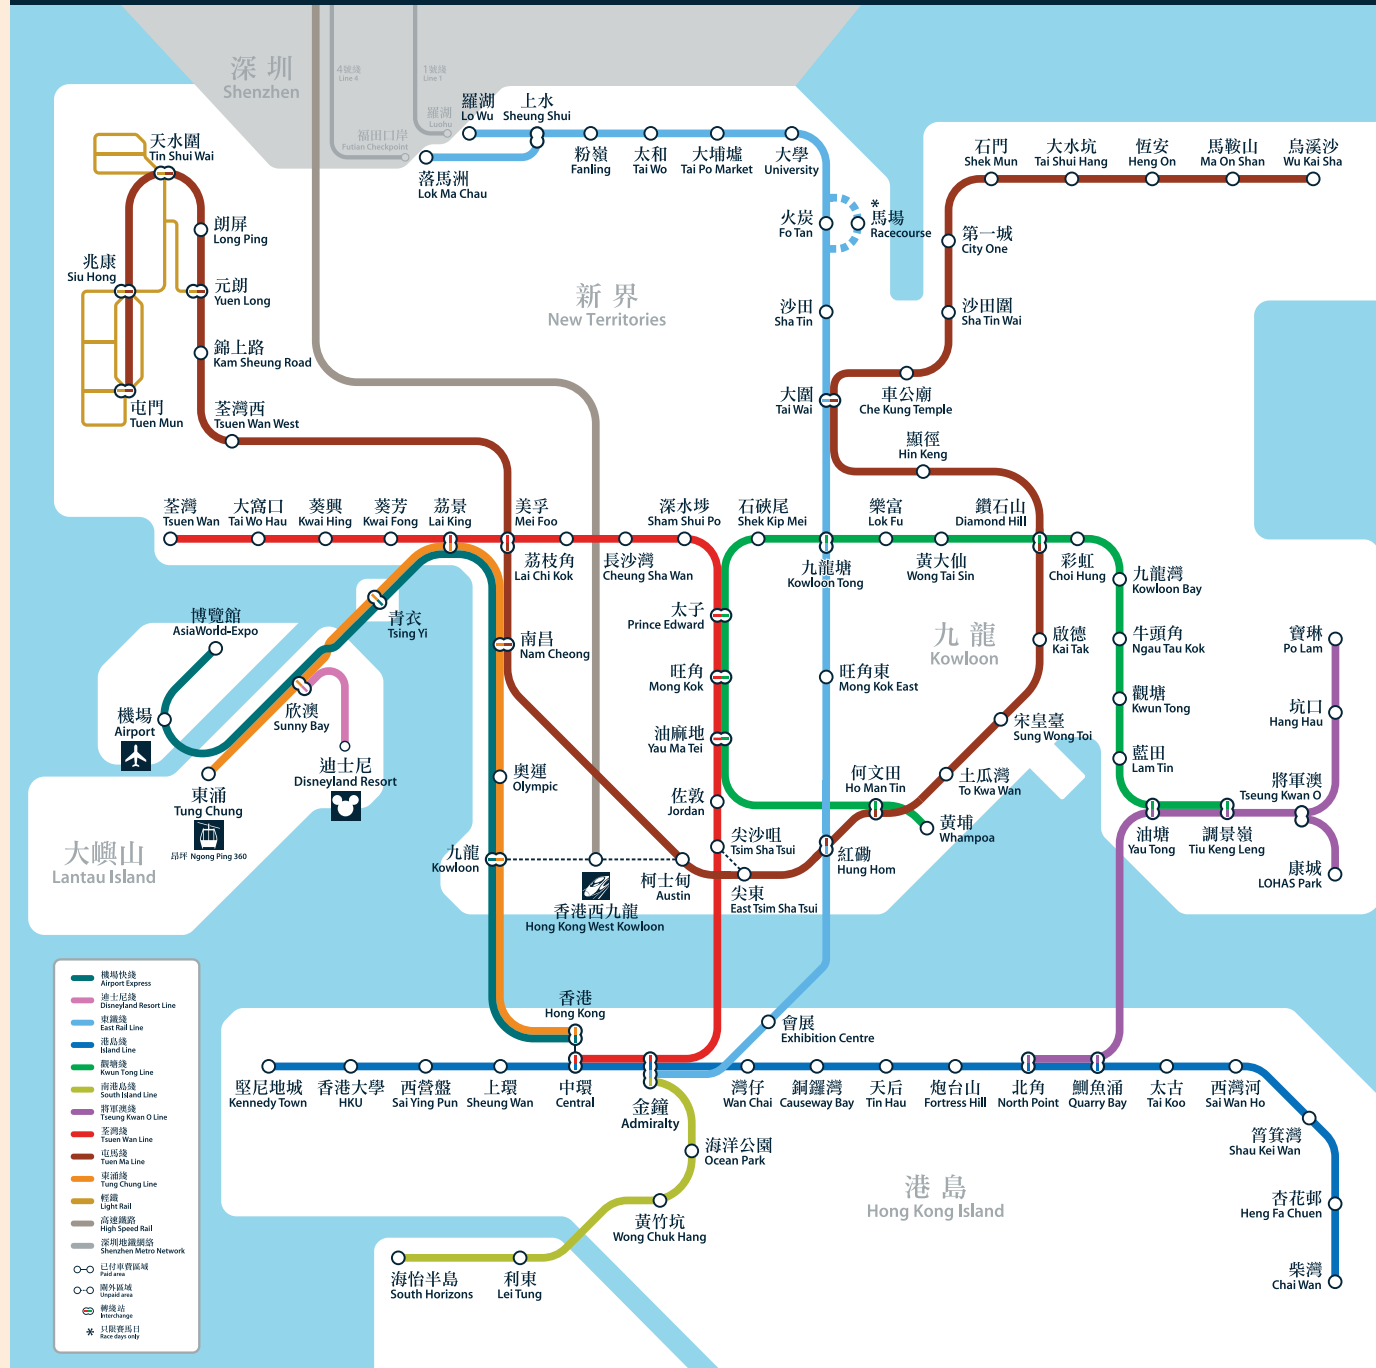 深圳
Shenzhen
4號綫
Line 4
1號綫
Line 1
羅湖
Luohu
福田口岸
Futian Checkpoint
羅湖
Lo Wu
上水
Sheung Shui
落馬洲
Lok Ma Chau
粉嶺
Fanling
太和
Tai Wo
大埔墟
Tai Po Market
大學
University
火炭
Fo Tan
*
馬場
Racecourse
沙田
Sha Tin
大圍
Tai Wai
石門
Shek Mun
大水坑
Tai Shui Hang
恆安
Heng On
馬鞍山
Ma On Shan
烏溪沙
Wu Kai Sha
第一城
City One
沙田圍
Sha Tin Wai
車公廟
Che Kung Temple
顯徑
Hin Keng
天水圍
Tin Shui Wai
朗屏
Long Ping
兆康
Siu Hong
元朗
Yuen Long
錦上路
Kam Sheung Road
屯門
Tuen Mun
荃灣西
Tsuen Wan West
新界
New Territories
荃灣
Tsuen Wan
大窩口
Tai Wo Hau
葵興
Kwai Hing
葵芳
Kwai Fong
荔景
Lai King
美孚
Mei Foo
荔枝角
Lai Chi Kok
長沙灣
Cheung Sha Wan
深水埗
Sham Shui Po
石硤尾
Shek Kip Mei
九龍塘
Kowloon Tong
樂富
Lok Fu
黃大仙
Wong Tai Sin
鑽石山
Diamond Hill
彩虹
Choi Hung
九龍灣
Kowloon Bay
牛頭角
Ngau Tau Kok
觀塘
Kwun Tong
藍田
Lam Tin
油塘
Yau Tong
調景嶺
Tiu Keng Leng
將軍澳
Tseung Kwan O
坑口
Hang Hau
寶琳
Po Lam
康城
LOHAS Park
太子
Prince Edward
旺角
Mong Kok
油麻地
Yau Ma Tei
佐敦
Jordan
尖沙咀
Tsim Sha Tsui
尖東
East Tsim Sha Tsui
旺角東
Mong Kok East
九龍
Kowloon
啟德
Kai Tak
宋皇臺
Sung Wong Toi
土瓜灣
To Kwa Wan
何文田
Ho Man Tin
黃埔
Whampoa
紅磡
Hung Hom
柯士甸
Austin
香港西九龍
Hong Kong West Kowloon
九龍
Kowloon
奧運
Olympic
南昌
Nam Cheong
青衣
Tsing Yi
博覽館
AsiaWorld-Expo
機場
Airport
欣澳
Sunny Bay
迪士尼
Disneyland Resort
東涌
Tung Chung
昂坪 Ngong Ping 360
大嶼山
Lantau Island
香港
Hong Kong
中環
Central
堅尼地城
Kennedy Town
香港大學
HKU
西營盤
Sai Ying Pun
上環
Sheung Wan
金鐘
Admiralty
會展
Exhibition Centre
灣仔
Wan Chai
銅鑼灣
Causeway Bay
天后
Tin Hau
炮台山
Fortress Hill
北角
North Point
鰂魚涌
Quarry Bay
太古
Tai Koo
西灣河
Sai Wan Ho
筲箕灣
Shau Kei Wan
杏花邨
Heng Fa Chuen
柴灣
Chai Wan
海洋公園
Ocean Park
黃竹坑
Wong Chuk Hang
利東
Lei Tung
海怡半島
South Horizons
港島
Hong Kong Island
機場快綫
Airport Express
迪士尼綫
Disneyland Resort Line
東鐵綫
East Rail Line
港島綫
Island Line
觀塘綫
Kwun Tong Line
南港島綫
South Island Line
將軍澳綫
Tseung Kwan O Line
荃灣綫
Tsuen Wan Line
屯馬綫
Tuen Ma Line
東涌綫
Tung Chung Line
輕鐵
Light Rail
高速鐵路
High Speed Rail
深圳地鐵網絡
Shenzhen Metro Network
已付車費區域
Paid area
閘外區域
Unpaid area
轉綫站
Interchange
* 只限賽馬日
Race days only